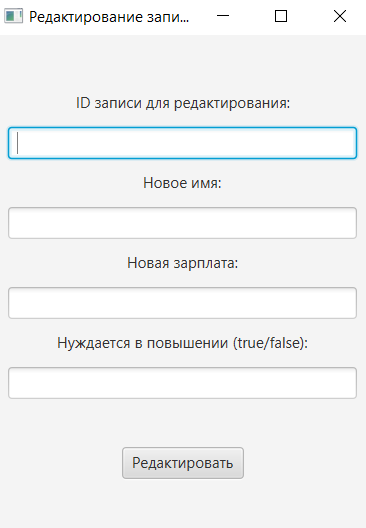 Редактирование запи...
ID записи для редактирования:
Новое имя:
Новая зарплата:
Нуждается в повышении (true/false):
Редактировать